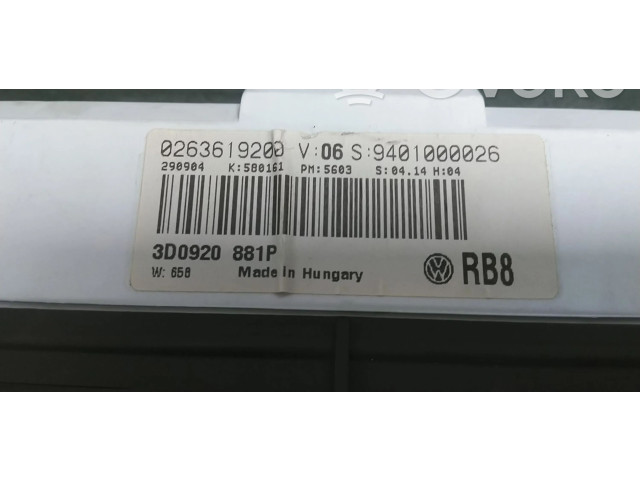 0263619200 V:06 S:9401000026
290904 K:580161 PM:5603 S:04.14 H:04
3D0920 881P
W: 658 Made in Hungary RB8